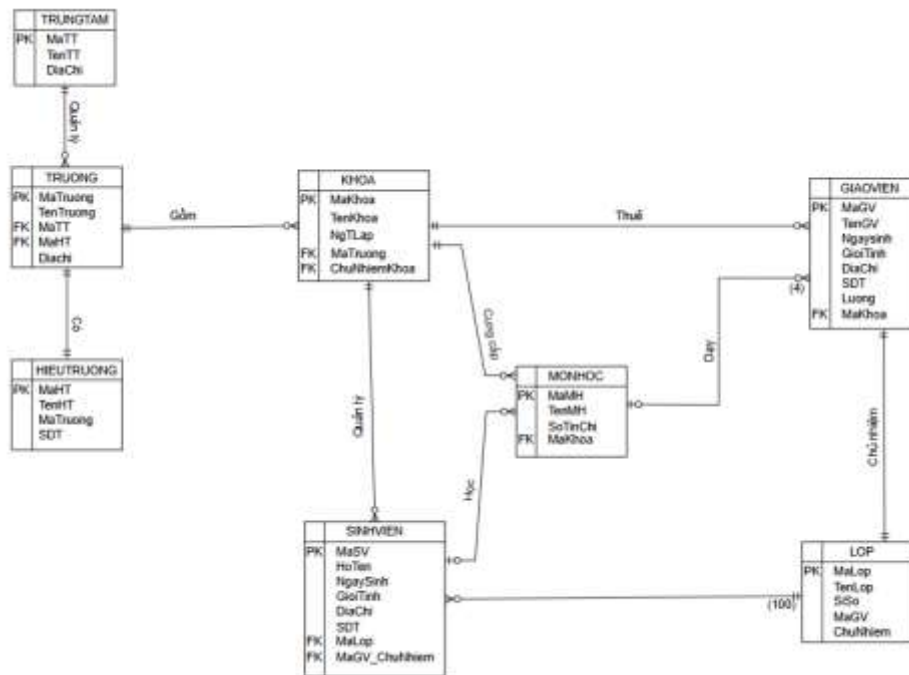 TRUNGTAM
PK MaTT
TenTT
DiaChi
Quản lý
TRUONG
PK MaTruong
TenTruong
FK MaTT
FK MaHT
Diachi
Gồm
Có
HIEUTRUONG
PK MaHT
TenHT
MaTruong
SDT
KHOA
PK MaKhoa
TenKhoa
NgTLap
FK MaTruong
FK ChuNhiemKhoa
Thuê
Cung cấp
Quản lý
GIAOVIEN
PK MaGV
TenGV
Ngaysinh
GioiTinh
DiaChi
SDT
Luong
FK MaKhoa
(4)
Dạy
MONHOC
PK MaMH
TenMH
SoTinChi
FK MaKhoa
Học
Chủ nhiệm
SINHVIEN
PK MaSV
HoTen
NgaySinh
GioiTinh
DiaChi
SDT
FK MaLop
FK MaGV_ChuNhiem
(100)
LOP
PK MaLop
TenLop
SiSo
MaGV
ChuNhiem